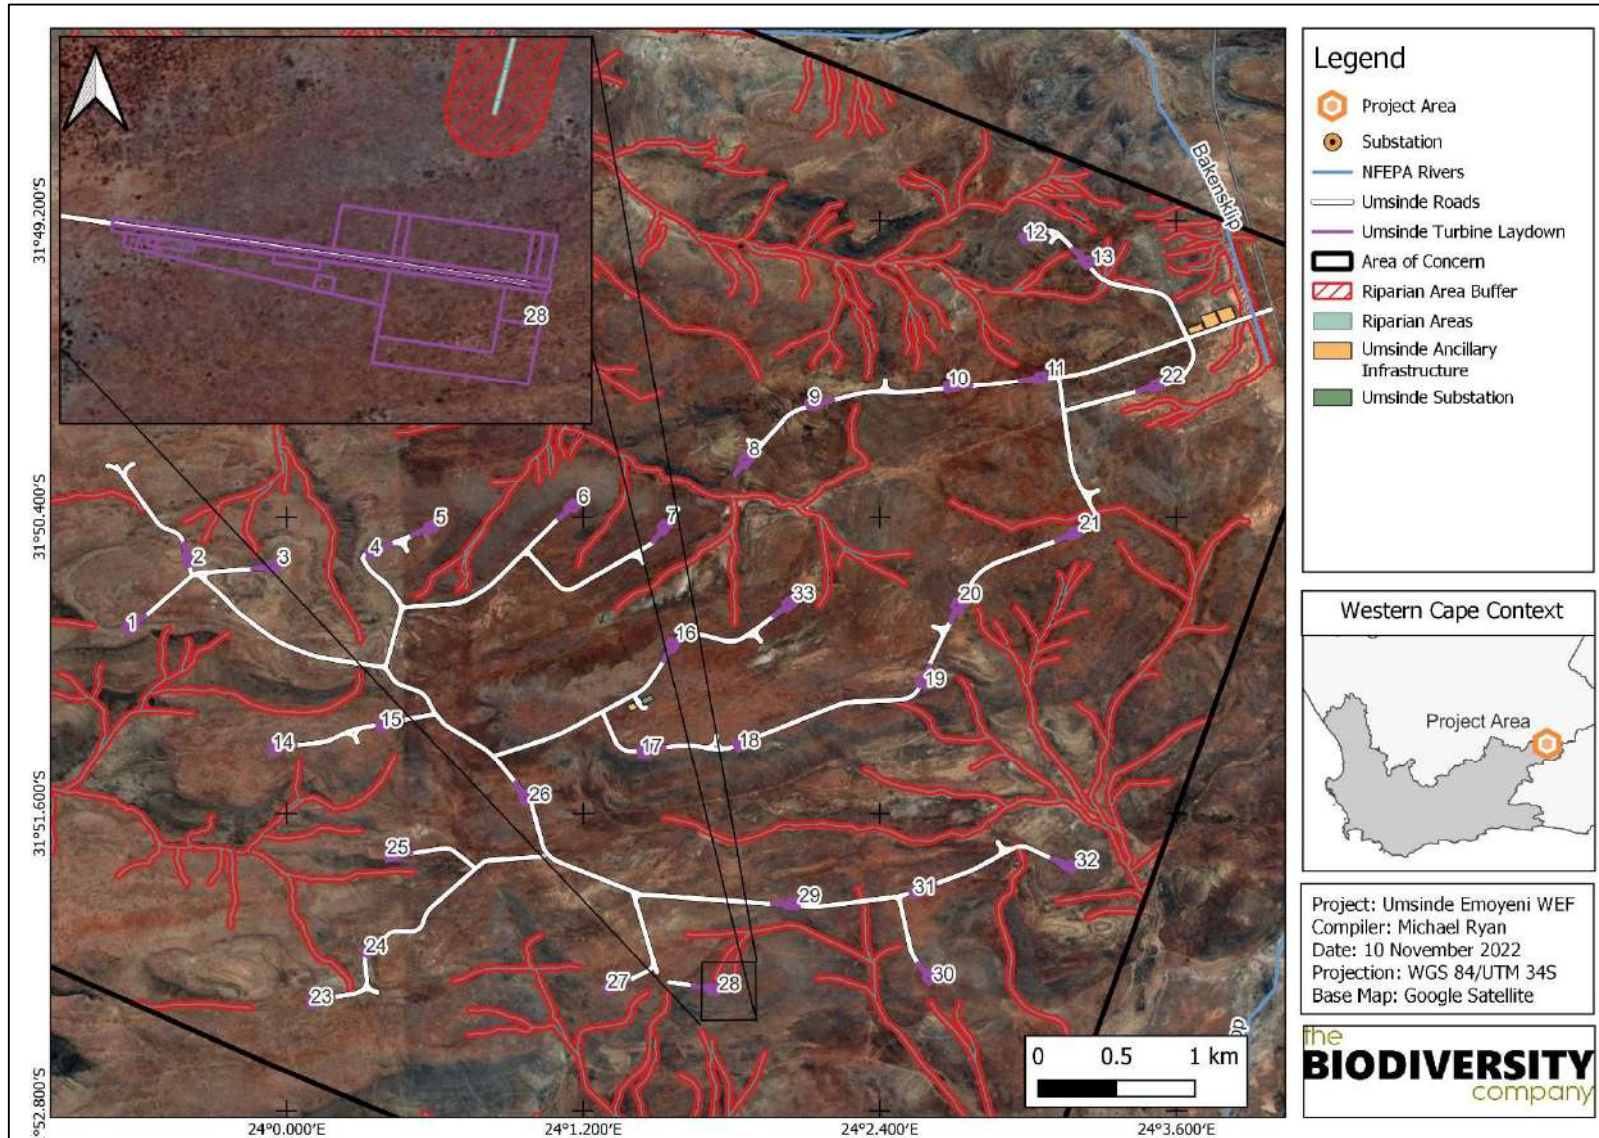 31°49.200'S
31°50.400'S
31°51.600'S
°52.800'S
24°0.000'E
24°1.200'E
24°2.400'E
24°3.600'E
28
Bakensklip
12
13
11
10
22
9
8
21
6
7
5
4
2
3
1
20
33
16
19
15
14
17
18
26
25
32
29
31
24
27
28
30
23
0 0.5 1 km
Legend
Project Area
Substation
NFEPA Rivers
Umsinde Roads
Umsinde Turbine Laydown
Area of Concern
Riparian Area Buffer
Riparian Areas
Umsinde Ancillary
Infrastructure
Umsinde Substation
Western Cape Context
Project Area
Project: Umsinde Emoyeni WEF
Compiler: Michael Ryan
Date: 10 November 2022
Projection: WGS 84/UTM 34S
Base Map: Google Satellite
the
BIODIVERSITY
company